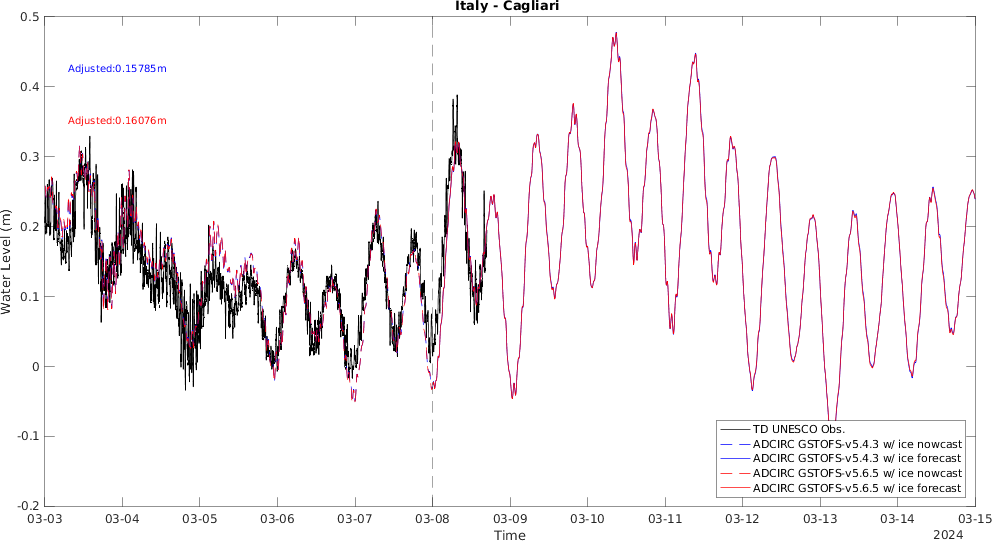 Italy - Cagliari
0.5
0.4
0.3
0.2
0.1
0
-0.1
-0.2
Water Level (m)
Adjusted:0.15785m
Adjusted:0.16076m
TD UNESCO Obs.
ADCIRC GSTOFS-v5.4.3 w/ ice nowcast
ADCIRC GSTOFS-v5.4.3 w/ ice forecast
ADCIRC GSTOFS-v5.6.5 w/ ice nowcast
ADCIRC GSTOFS-v5.6.5 w/ ice forecast
03-03 03-04 03-05 03-06 03-07 03-08 03-09 03-10 03-11 03-12 03-13 03-14 03-15
Time
2024